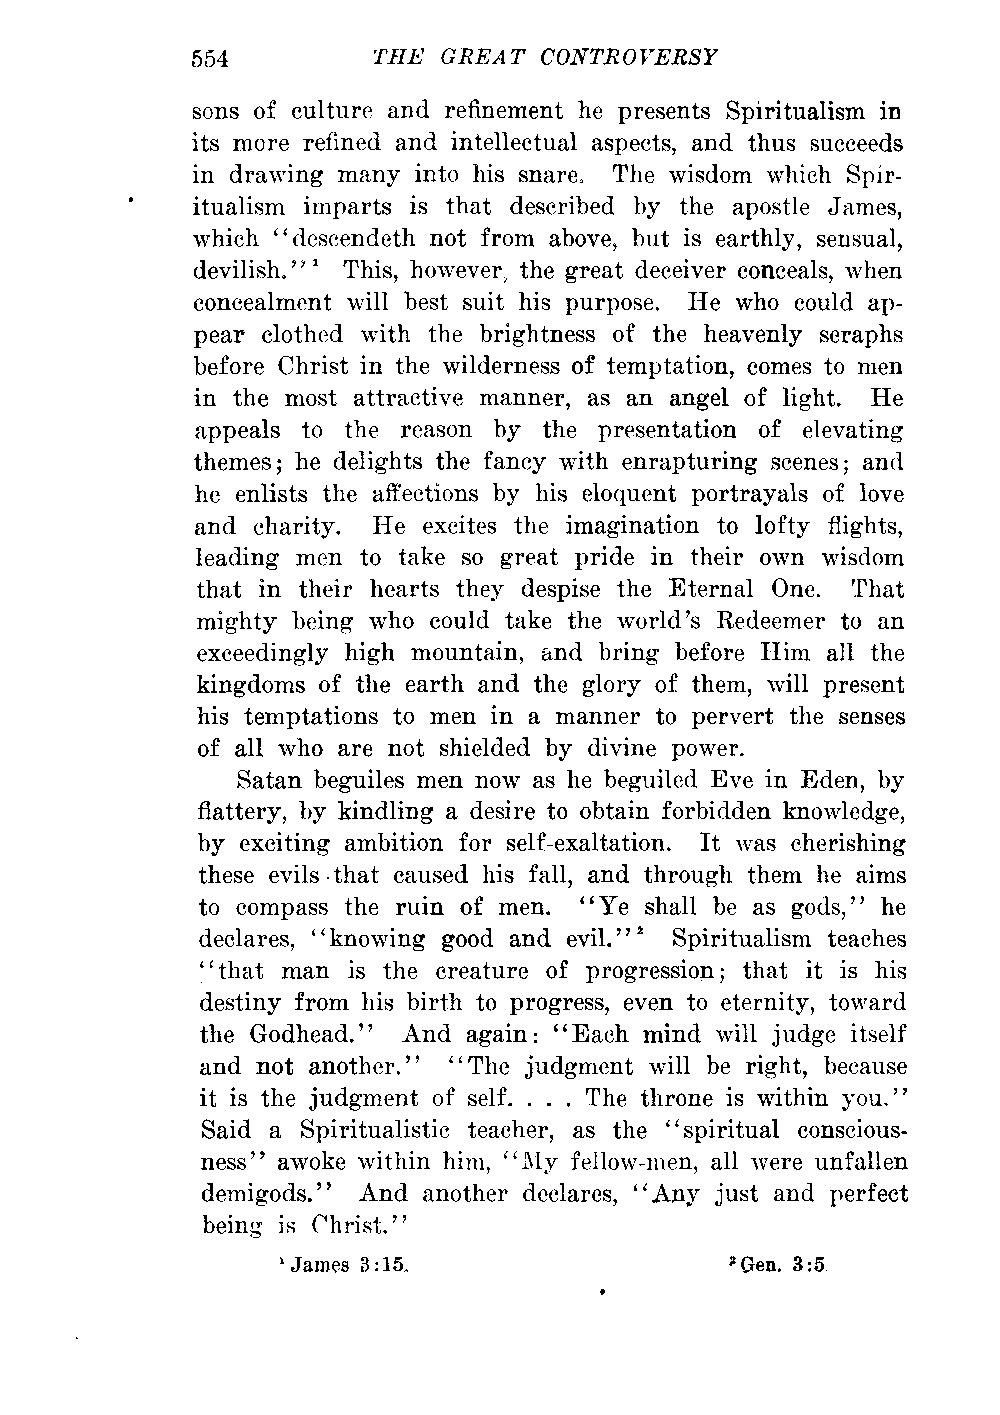 554 THE GREAT CONTROVERSY
sons of culture and refinement he presents Spiritualism in
its more refined and intellectual aspects, and thus succeeds
in drawing many into his snare. The wisdom which Spir-
itualism imparts is that described by the apostle James,
which "descendeth not from above, but is earthly, sensual,
devilish."¹ This, however, the great deceiver conceals, when
concealment will best suit his purpose. He who could ap-
pear clothed with the brightness of the heavenly seraphs
before Christ in the wilderness of temptation, comes to men
in the most attractive manner, as an angel of light. He
appeals to the reason by the presentation of elevating
themes; he delights the fancy with enrapturing scenes; and
he enlists the affections by his eloquent portrayals of love
and charity. He excites the imagination to lofty flights,
leading men to take so great pride in their own wisdom
that in their hearts they despise the Eternal One. That
mighty being who could take the world's Redeemer to an
exceedingly high mountain, and bring before Him all the
kingdoms of the earth and the glory of them, will present
his temptations to men in a manner to pervert the senses
of all who are not shielded by divine power.
Satan beguiles men now as he beguiled Eve in Eden, by
flattery, by kindling a desire to obtain forbidden knowledge,
by exciting ambition for self-exaltation. It was cherishing
these evils that caused his fall, and through them he aims
to compass the ruin of men. "Ye shall be as gods," he
declares, "knowing good and evil."² Spiritualism teaches
"that man is the creature of progression; that it is his
destiny from his birth to progress, even to eternity, toward
the Godhead." And again: "Each mind will judge itself
and not another." "The judgment will be right, because
it is the judgment of self. . . . The throne is within you."
Said a Spiritualistic teacher, as the "spiritual conscious-
ness" awoke within him, "My fellow-men, all were unfallen
demigods." And another declares, "Any just and perfect
being is Christ."
¹ James 3:15. ² Gen. 3:5